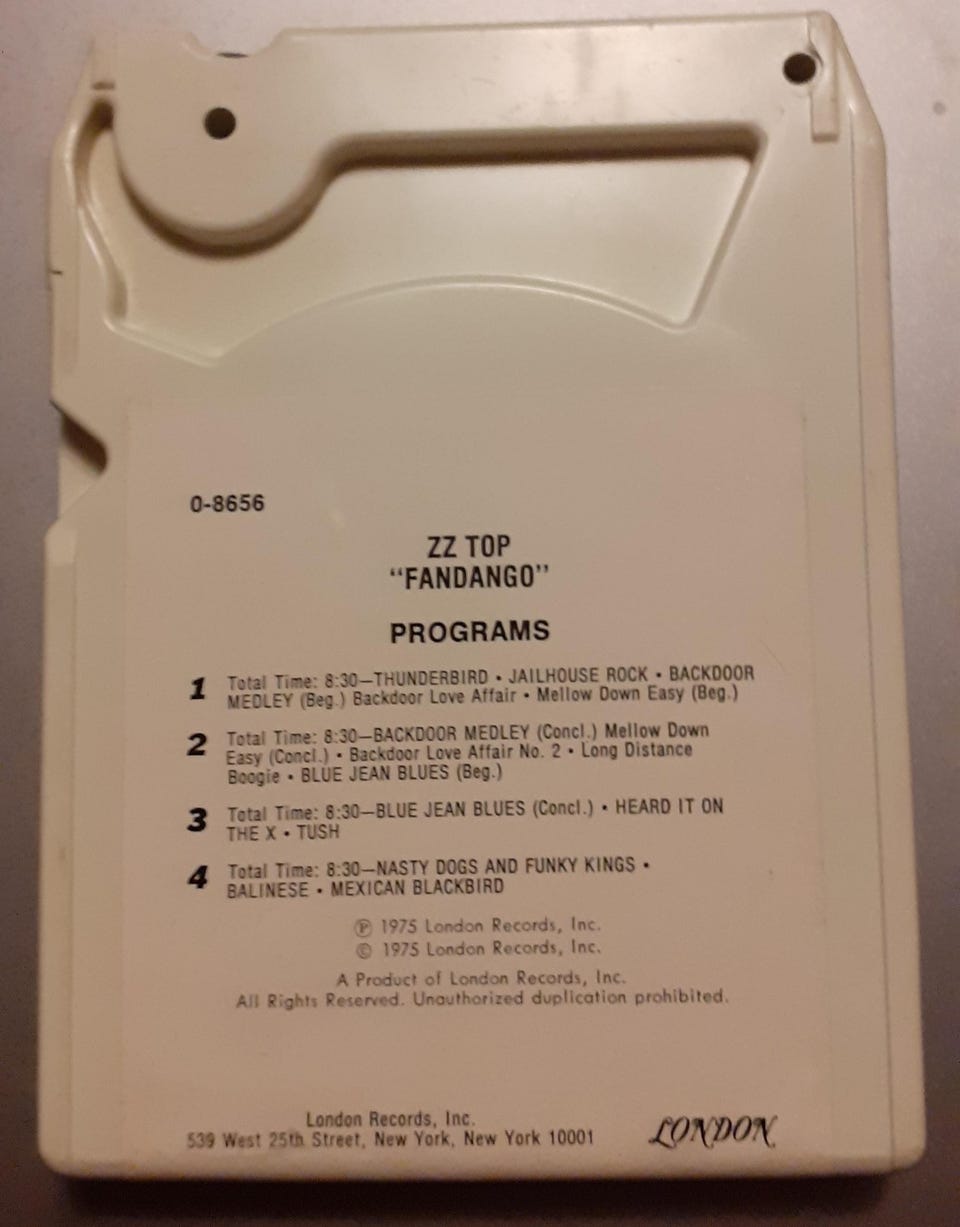 0-8656
ZZ TOP
“FANDANGO”
PROGRAMS
1 Total Time: 8:30—THUNDERBIRD • JAILHOUSE ROCK • BACKDOOR
MEDLEY (Beg.) Backdoor Love Affair • Mellow Down Easy (Beg.)
2 Total Time: 8:30—BACKDOOR MEDLEY (Concl.) Mellow Down
Easy (Concl.) • Backdoor Love Affair No. 2 • Long Distance
Boogie • BLUE JEAN BLUES (Beg.)
3 Total Time: 8:30—BLUE JEAN BLUES (Concl.) • HEARD IT ON
THE X • TUSH
4 Total Time: 8:30—NASTY DOGS AND FUNKY KINGS •
BALINESE • MEXICAN BLACKBIRD
℗ 1975 London Records, Inc.
© 1975 London Records, Inc.
A Product of London Records, Inc.
All Rights Reserved. Unauthorized duplication prohibited.
London Records, Inc.
539 West 25th Street, New York, New York 10001
LONDON